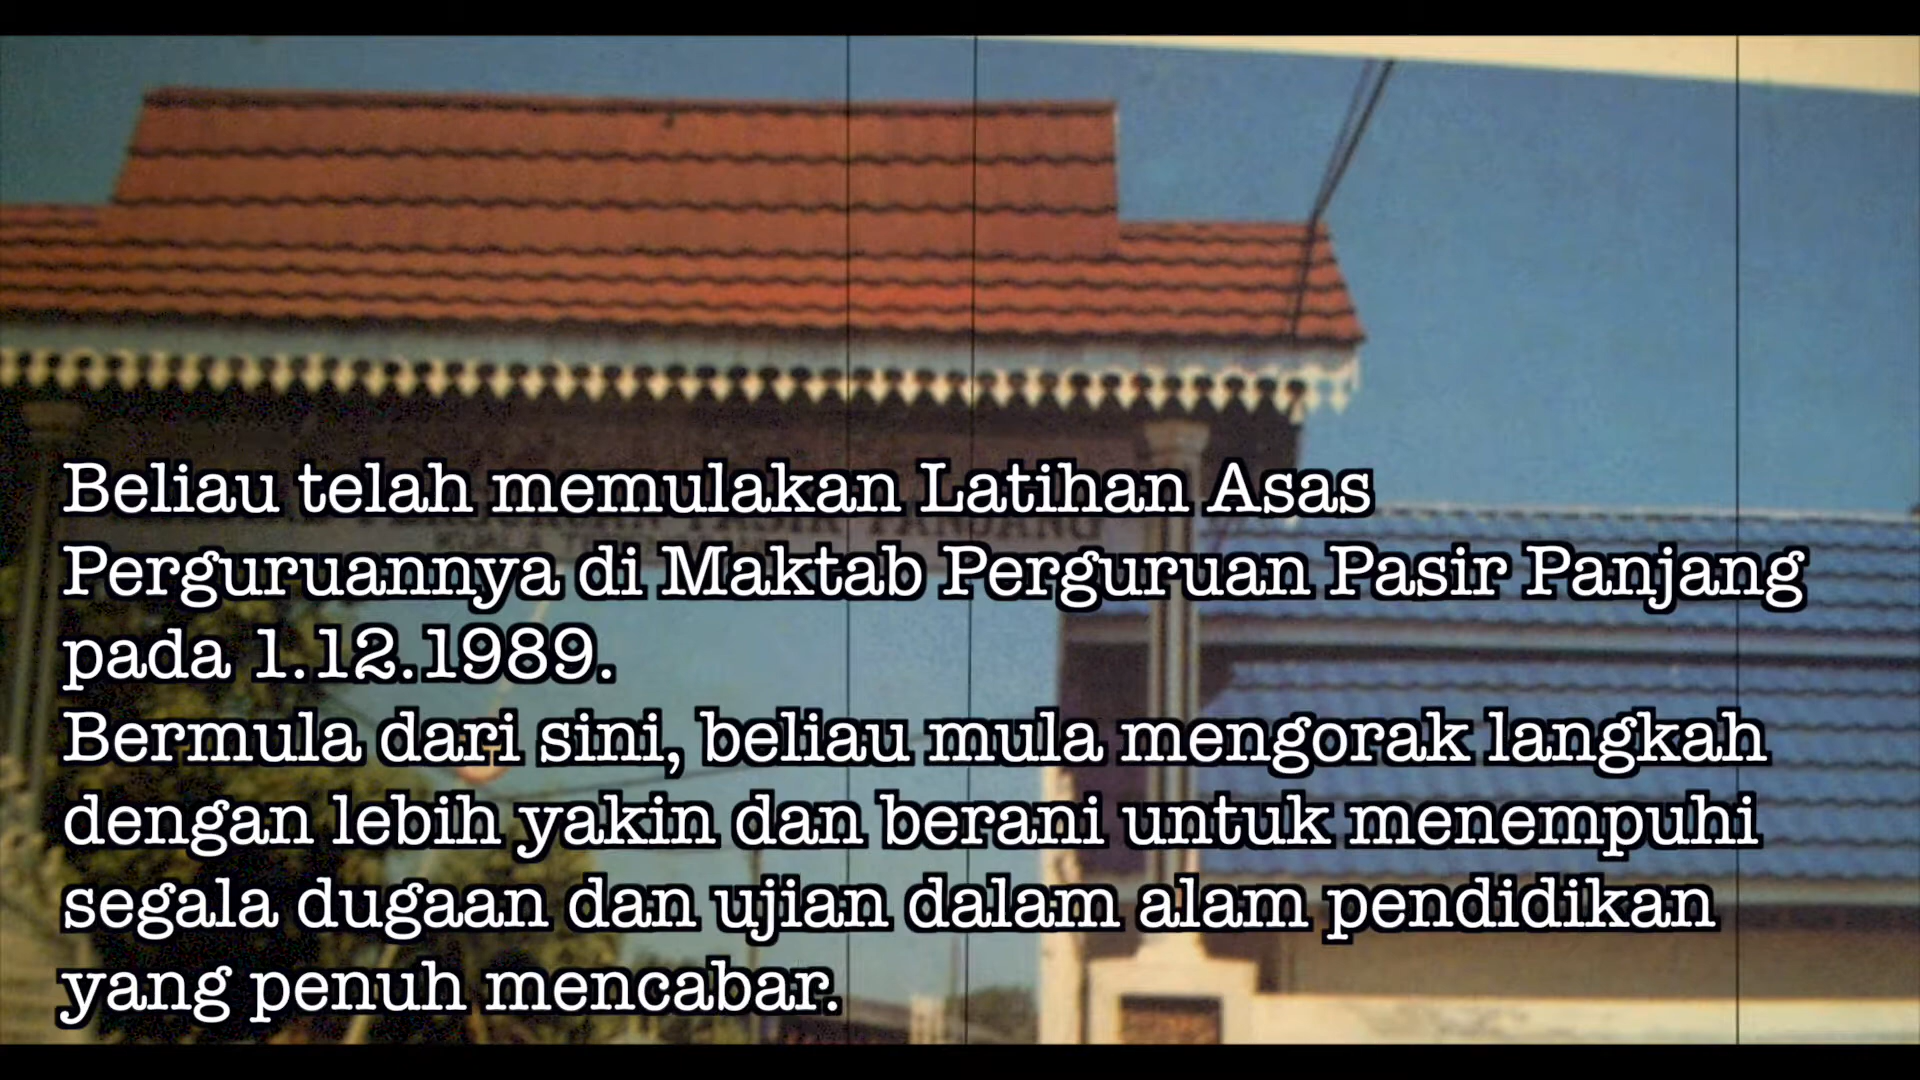 Beliau telah memulakan Latihan Asas
Perguruannya di Maktab Perguruan Pasir Panjang
pada 1.12.1989.
Bermula dari sini, beliau mula mengorak langkah
dengan lebih yakin dan berani untuk menempuhi
segala dugaan dan ujian dalam alam pendidikan
yang penuh mencabar.